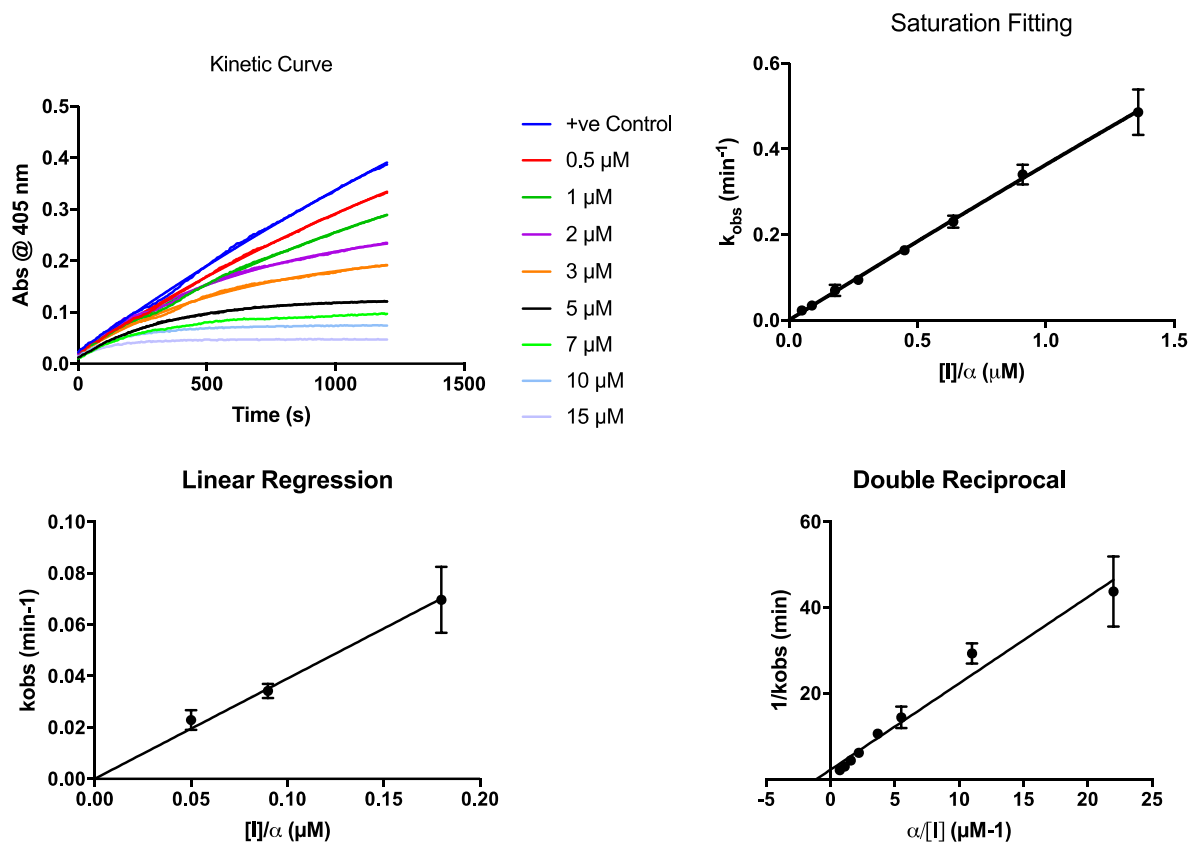 Kinetic Curve
0.5
0.4
0.3
0.2
0.1
0.0
0
500
1000
1500
Abs @ 405 nm
Time (s)
+ve Control
0.5 µM
1 µM
2 µM
3 µM
5 µM
7 µM
10 µM
15 µM
Saturation Fitting
0.6
0.4
0.2
0.0
0.0
0.5
1.0
1.5
k_obs (min⁻¹)
[I]/α (µM)
Linear Regression
0.10
0.08
0.06
0.04
0.02
0.00
0.00
0.05
0.10
0.15
0.20
kobs (min-1)
[I]/α (µM)
Double Reciprocal
60
40
20
-5
0
5
10
15
20
25
1/kobs (min)
α/[I] (µM-1)